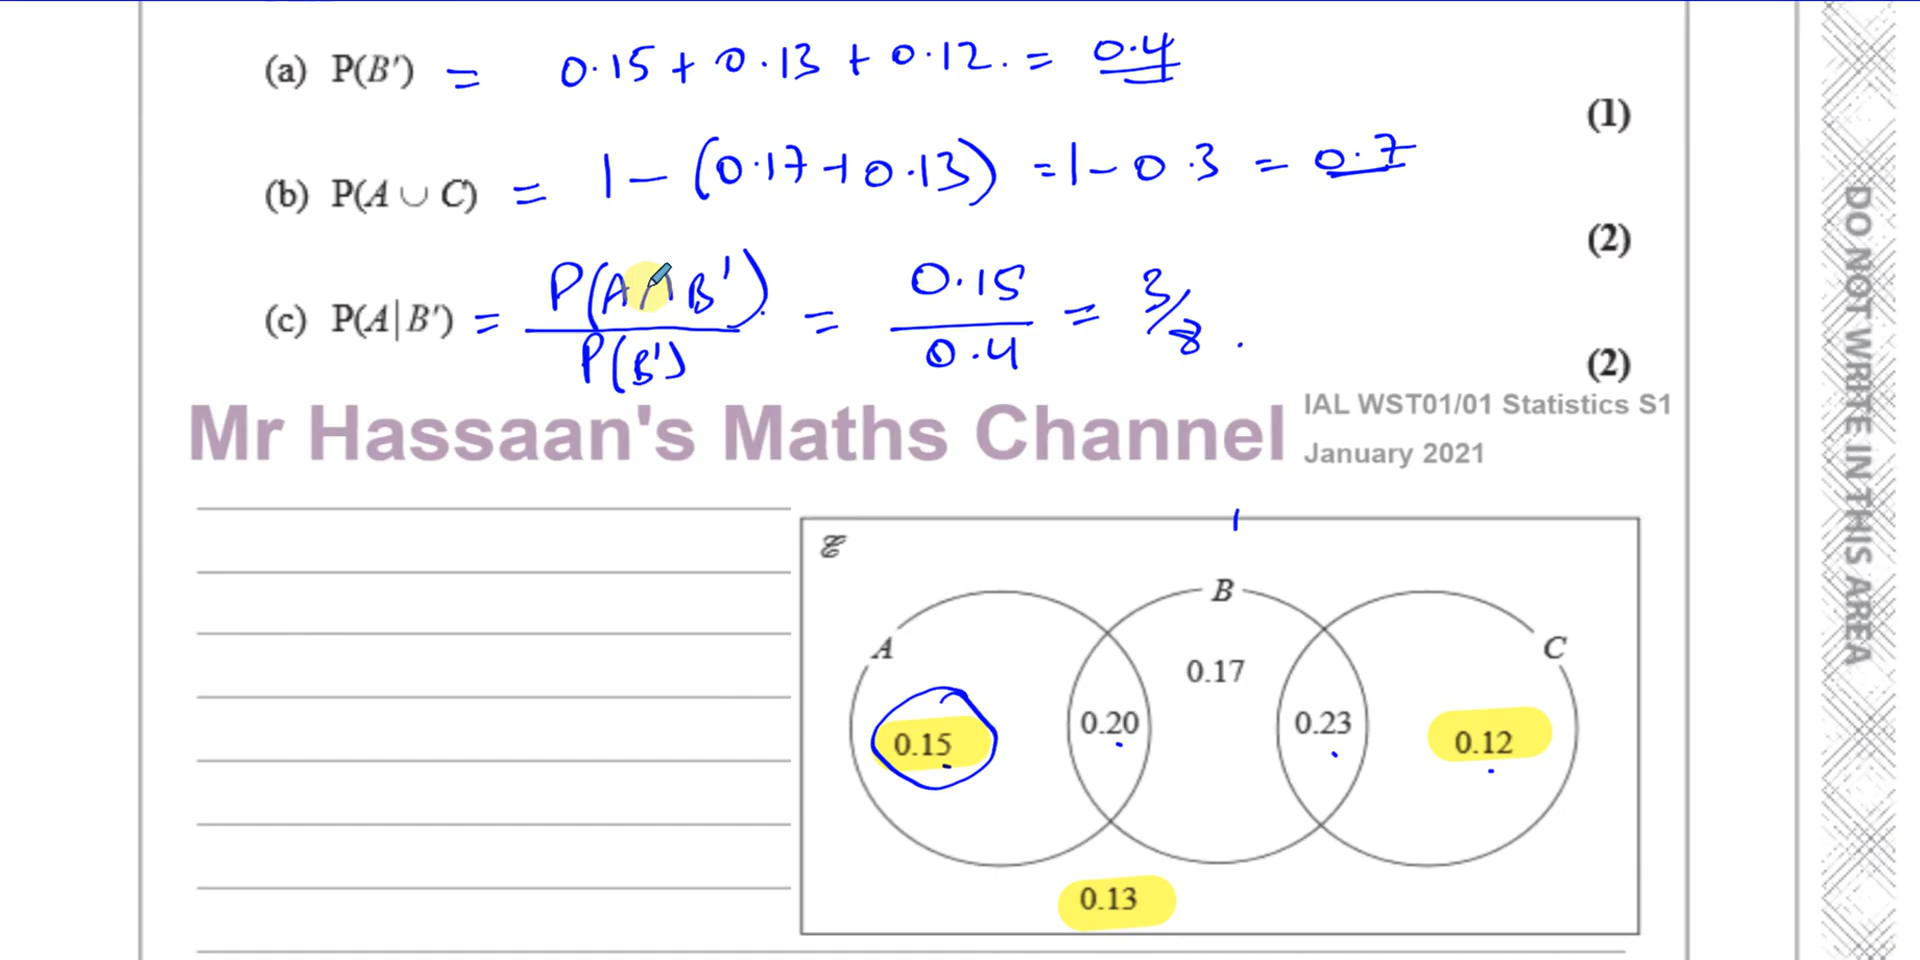 (a) P(B′) = 0.15 + 0.13 + 0.12. = 0.4
(1)
(b) P(A ∪ C) = 1 − (0.17+0.13) = 1 − 0.3 = 0.7
(2)
(c) P(A|B′) = P(A∩B′) / P(B′) = 0.15 / 0.4 = 3/8.
(2)
Mr Hassaan's Maths Channel
IAL WST01/01 Statistics S1
January 2021
1
ℰ
B
A
C
0.17
0.20
0.23
0.15
0.12
0.13
DO NOT WRITE IN THIS AREA